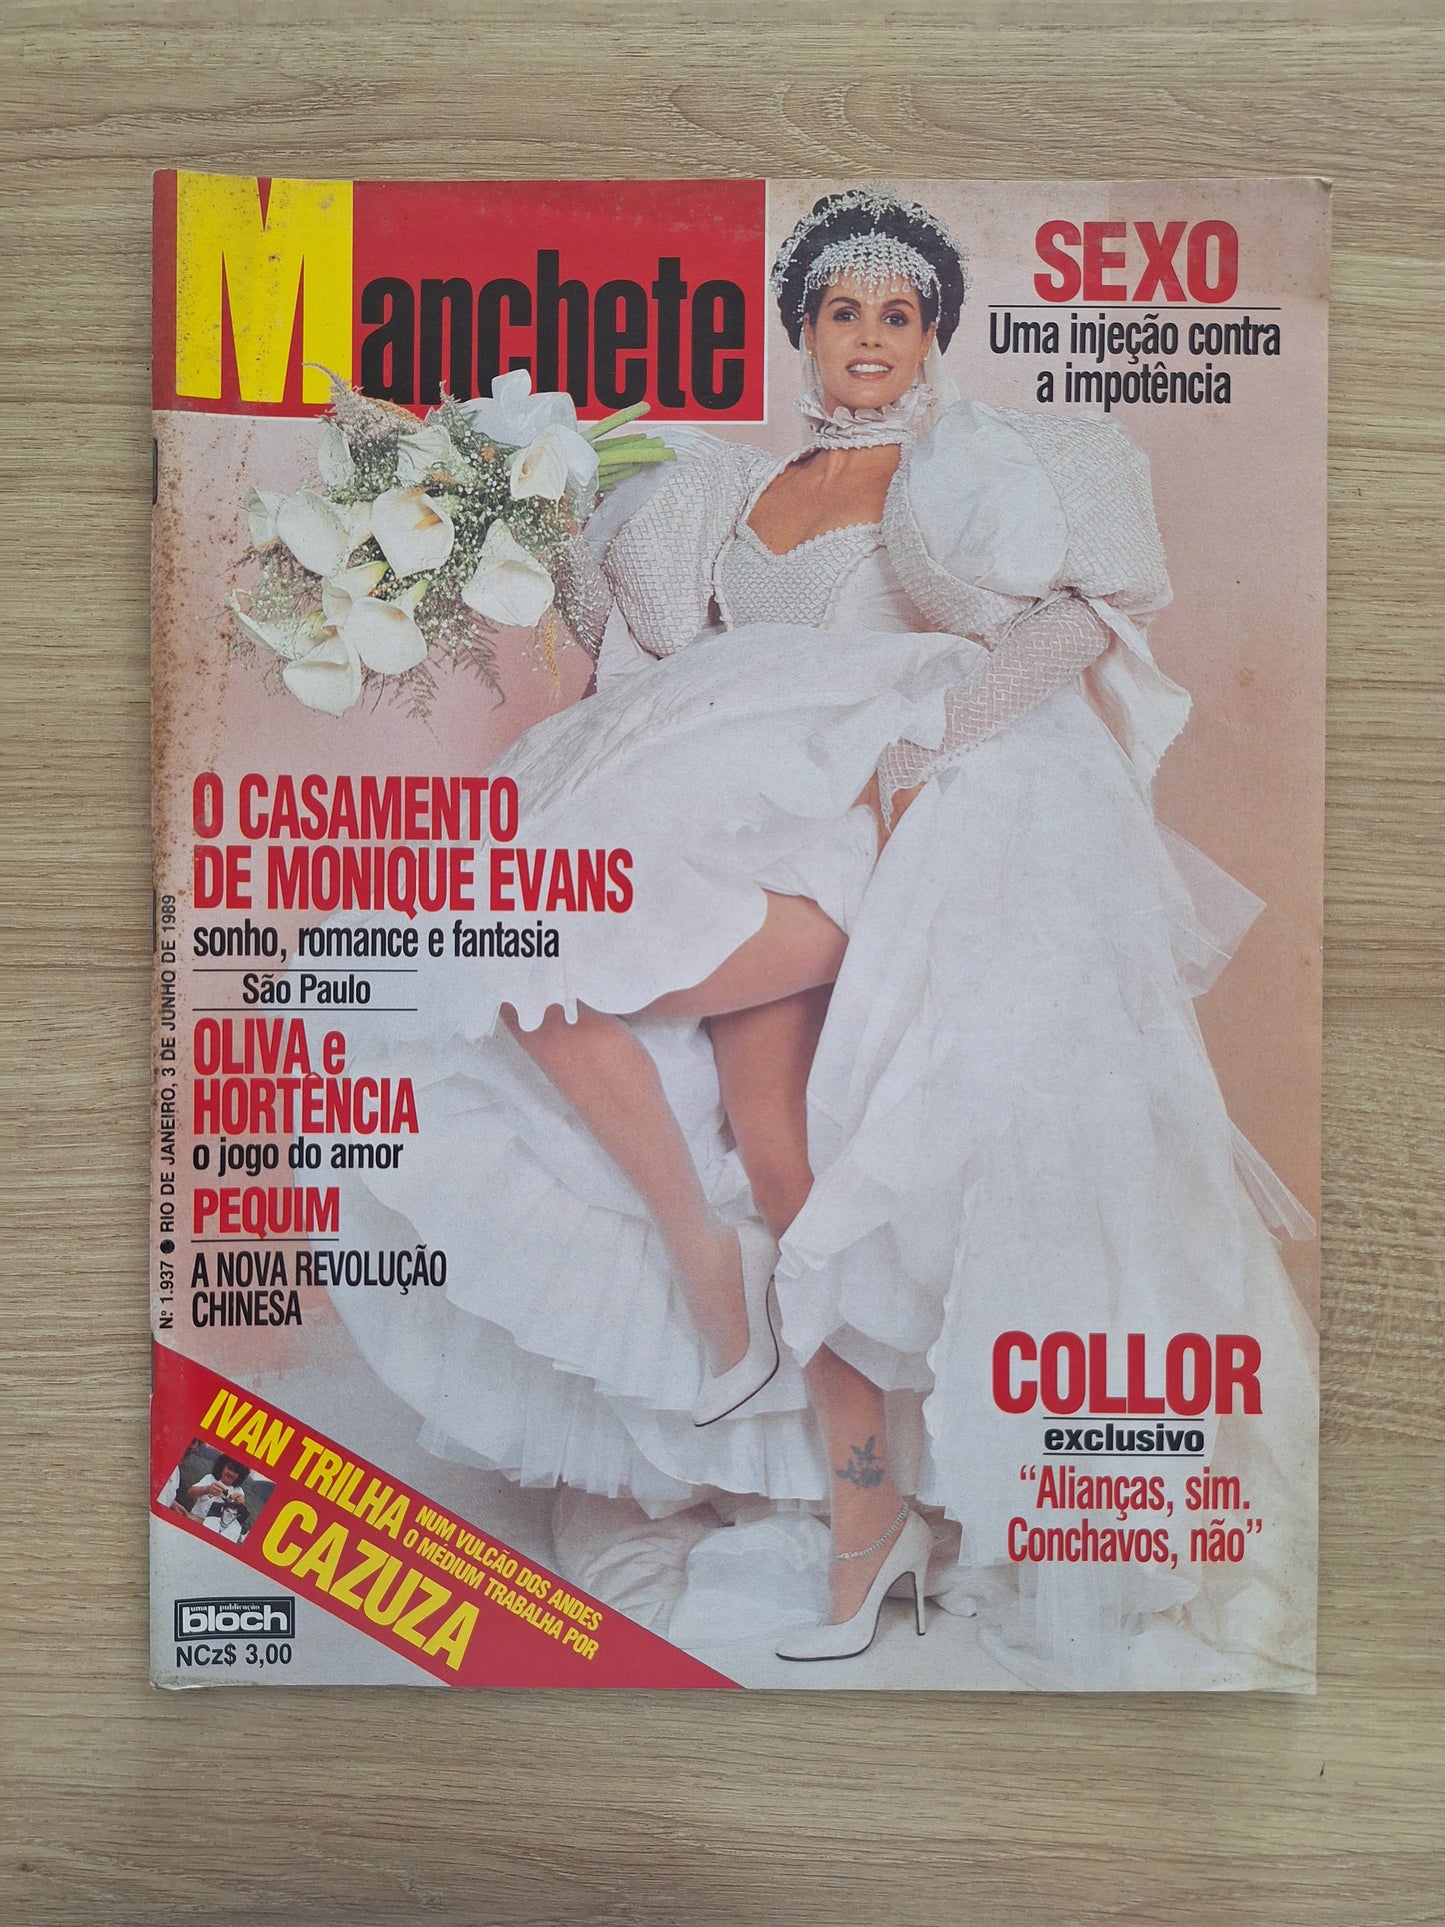 Manchete
SEXO
Uma injeção contra
a impotência
O CASAMENTO
DE MONIQUE EVANS
sonho, romance e fantasia
São Paulo
OLIVA e
HORTÊNCIA
o jogo do amor
PEQUIM
A NOVA REVOLUÇÃO
CHINESA
Nº 1.937 ● RIO DE JANEIRO, 3 DE JUNHO DE 1989
COLLOR
exclusivo
“Alianças, sim.
Conchavos, não”
IVAN TRILHA
NUM VULCÃO DOS ANDES
O MÉDIUM TRABALHA POR
CAZUZA
uma publicação
bloch
NCz$ 3,00